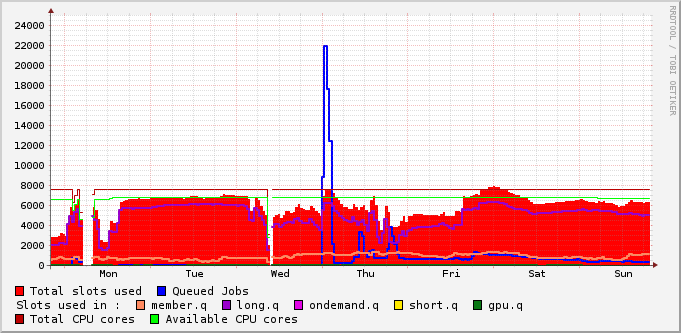 RRDTOOL / TOBI OETIKER
24000
22000
20000
18000
16000
14000
12000
10000
8000
6000
4000
2000
0
Mon Tue Wed Thu Fri Sat Sun
Total slots used Queued Jobs
Slots used in : member.q long.q ondemand.q short.q gpu.q
Total CPU cores Available CPU cores